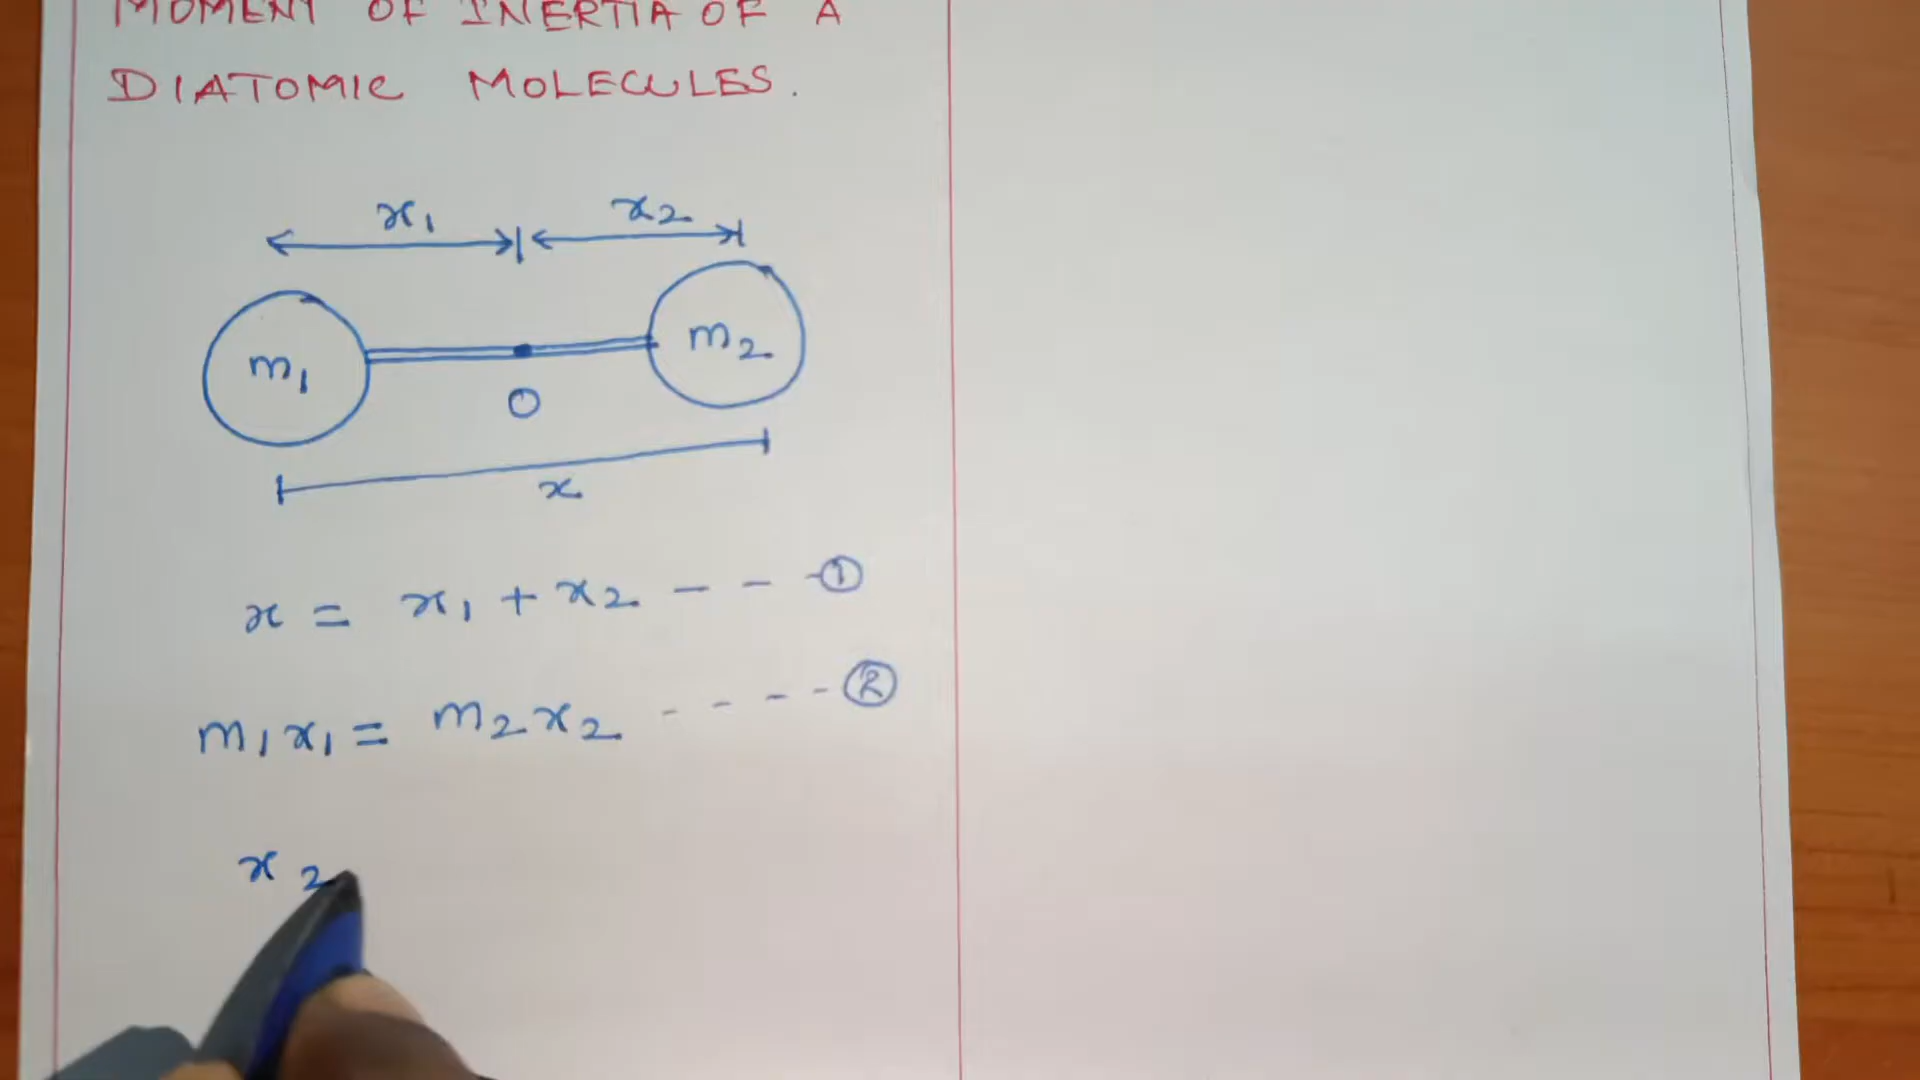 MOMENT OF INERTIA OF A
DIATOMIC MOLECULES.
x₁ x₂
m₁ m₂
O
x
x = x₁ + x₂ - - - ①
m₁x₁ = m₂x₂ - - - - ②
x₂